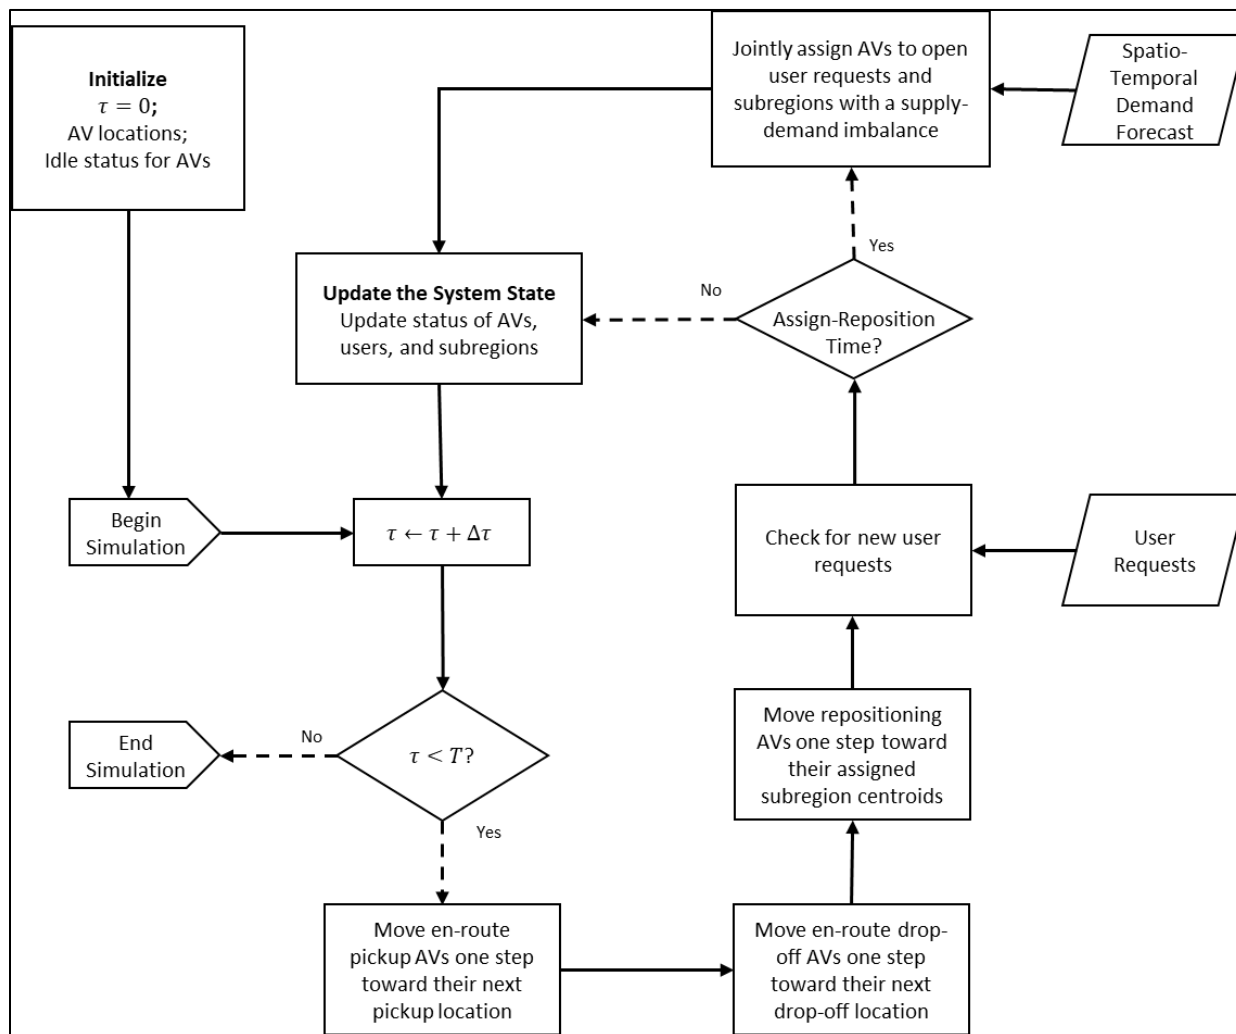 Initialize
τ = 0;
AV locations;
Idle status for AVs
Jointly assign AVs to open
user requests and
subregions with a supply-
demand imbalance
Spatio-
Temporal
Demand
Forecast
Yes
No
Assign-Reposition
Time?
Update the System State
Update status of AVs,
users, and subregions
Begin
Simulation
τ ← τ + Δτ
Check for new user
requests
User
Requests
End
Simulation
No
τ < T?
Yes
Move repositioning
AVs one step toward
their assigned
subregion centroids
Move en-route
pickup AVs one step
toward their next
pickup location
Move en-route drop-
off AVs one step
toward their next
drop-off location